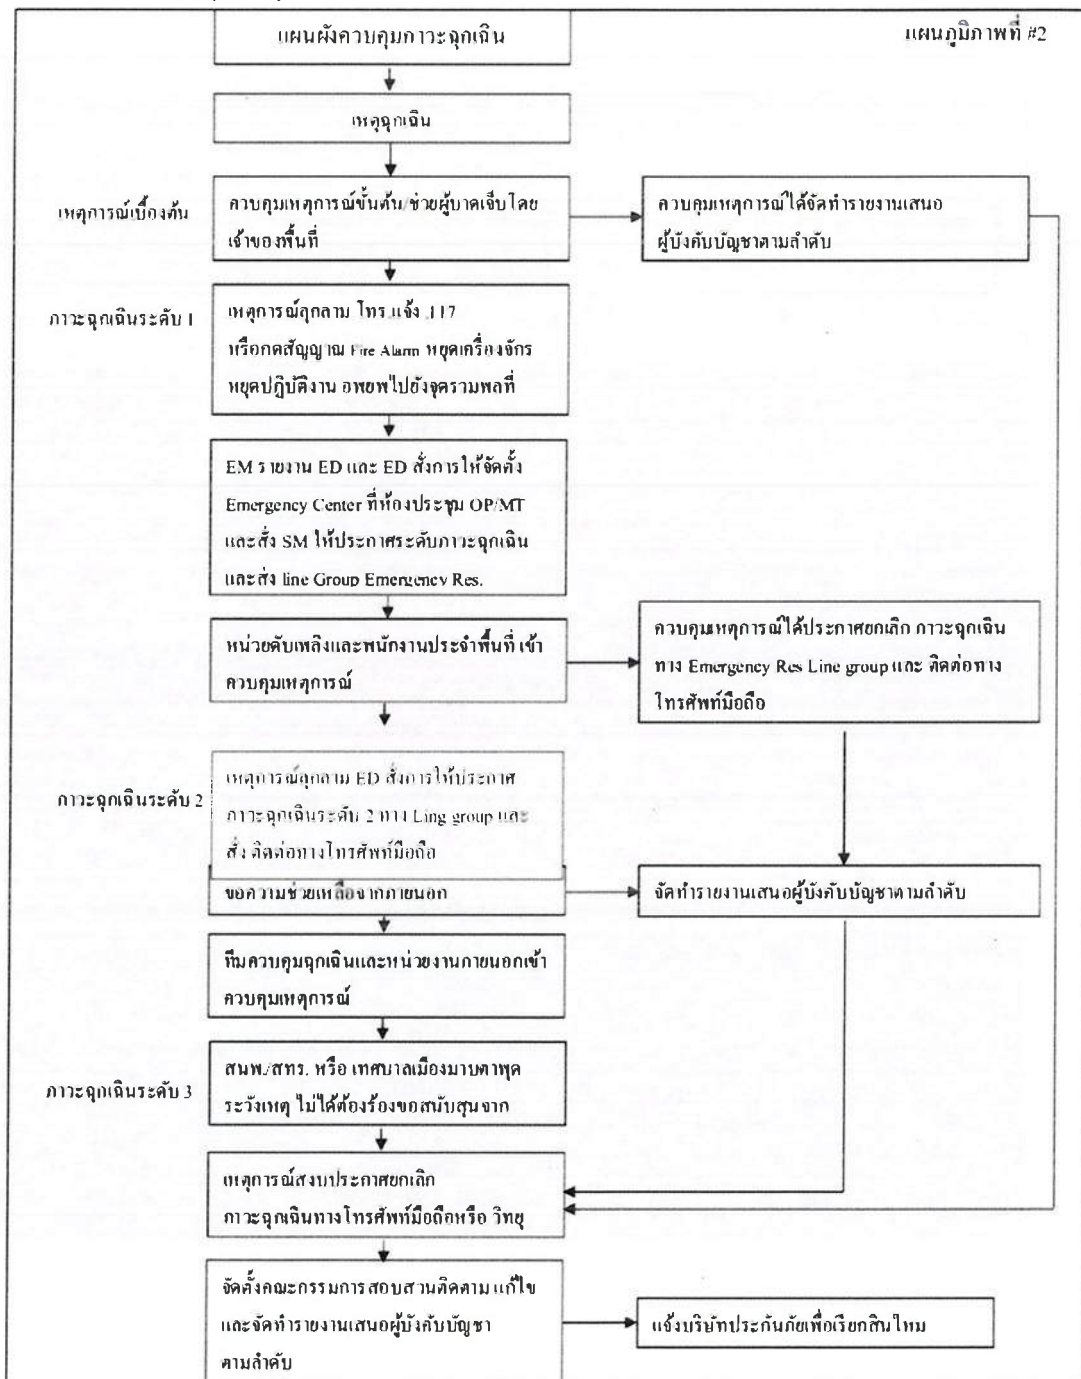 แผนผังควบคุมภาวะฉุกเฉิน
แผนภูมิภาพที่ #2
เหตุฉุกเฉิน
เหตุการณ์เบื้องต้น
ควบคุมเหตุการณ์ขั้นต้น/ช่วยผู้บาดเจ็บโดย
เจ้าของพื้นที่
ควบคุมเหตุการณ์ได้จัดทำรายงานเสนอ
ผู้บังคับบัญชาตามลำดับ
ภาวะฉุกเฉินระดับ 1
เหตุการณ์ลุกลาม โทร.แจ้ง .117
หรือกดสัญญาณ Fire Alarm หยุดเครื่องจักร
หยุดปฏิบัติงาน อพยพไปยังจุดรวมพลที่
EM รายงาน ED และ ED สั่งการให้จัดตั้ง
Emergency Center ที่ห้องประชุม OP/MT
และสั่ง SM ให้ประกาศระดับภาวะฉุกเฉิน
และส่ง line Group Emergency Res.
หน่วยดับเพลิงและพนักงานประจำพื้นที่ เข้า
ควบคุมเหตุการณ์
ควบคุมเหตุการณ์ได้ประกาศยกเลิก ภาวะฉุกเฉิน
ทาง Emergency Res Line group และ ติดต่อทาง
โทรศัพท์มือถือ
ภาวะฉุกเฉินระดับ 2
เหตุการณ์ลุกลาม ED สั่งการให้ประกาศ
ภาวะฉุกเฉินระดับ 2 ทาง Ling group และ
สั่ง ติดต่อทางโทรศัพท์มือถือ
ขอความช่วยเหลือจากภายนอก
จัดทำรายงานเสนอผู้บังคับบัญชาตามลำดับ
ทีมควบคุมฉุกเฉินและหน่วยงานภายนอกเข้า
ควบคุมเหตุการณ์
ภาวะฉุกเฉินระดับ 3
สนพ./สทร. หรือ เทศบาลเมืองมาบตาพุด
ระวังเหตุ ไม่ได้ต้องร้องขอสนับสุนจาก
เหตุการณ์สงบประกาศยกเลิก
ภาวะฉุกเฉินทางโทรศัพท์มือถือหรือ วิทยุ
จัดตั้งคณะกรรมการสอบสวนติดตาม แก้ไข
และจัดทำรายงานเสนอผู้บังคับบัญชา
ตามลำดับ
แจ้งบริษัทประกันภัยเพื่อเรียกสินไหม